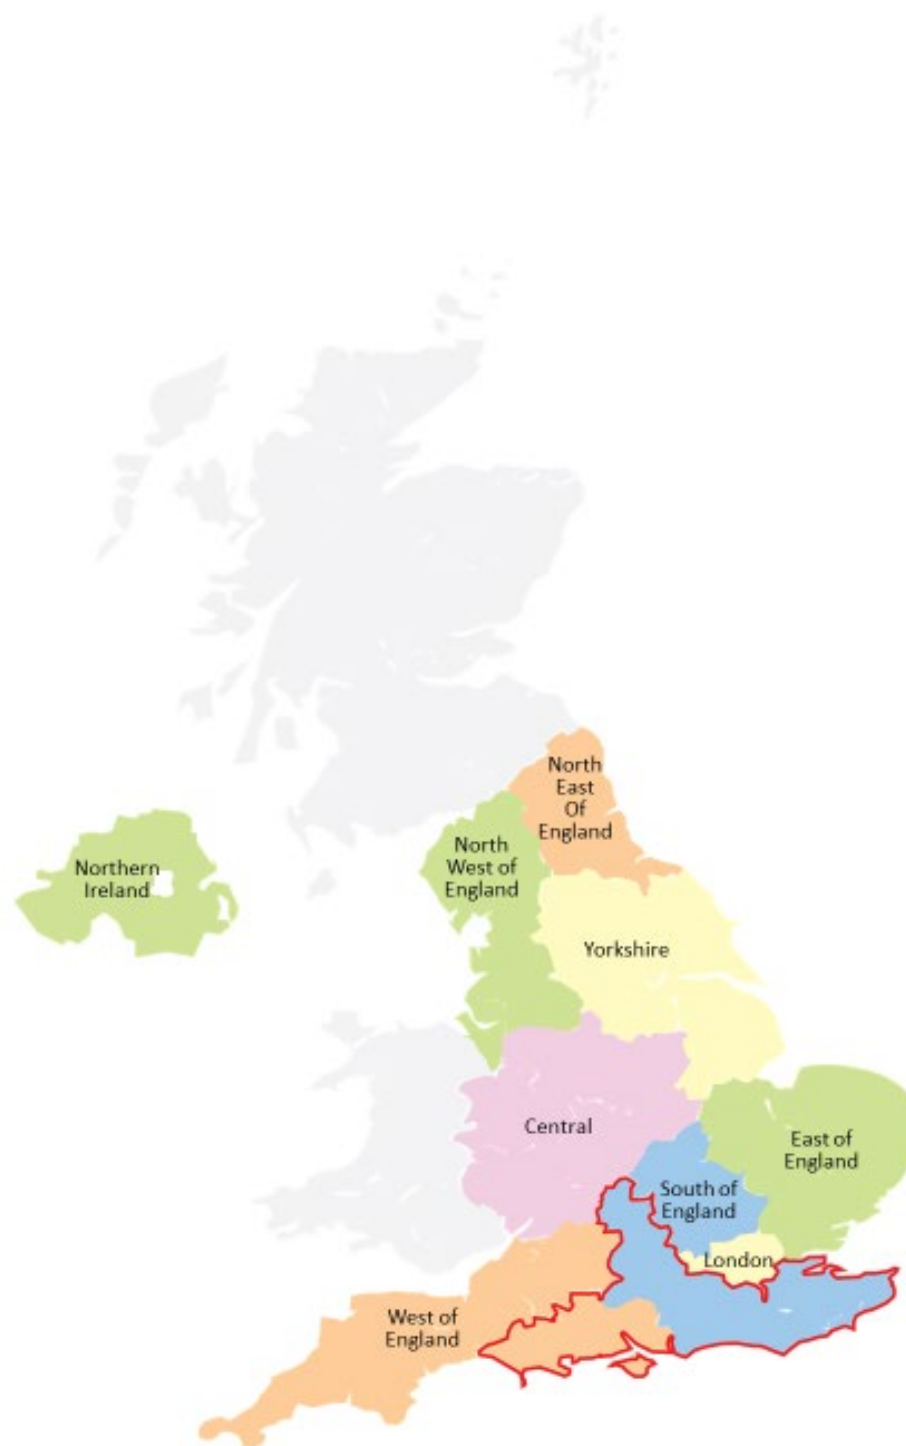 North
East
Of
England
North
West of
England
Northern
Ireland
Yorkshire
Central
East of
England
South of
England
London
West of
England